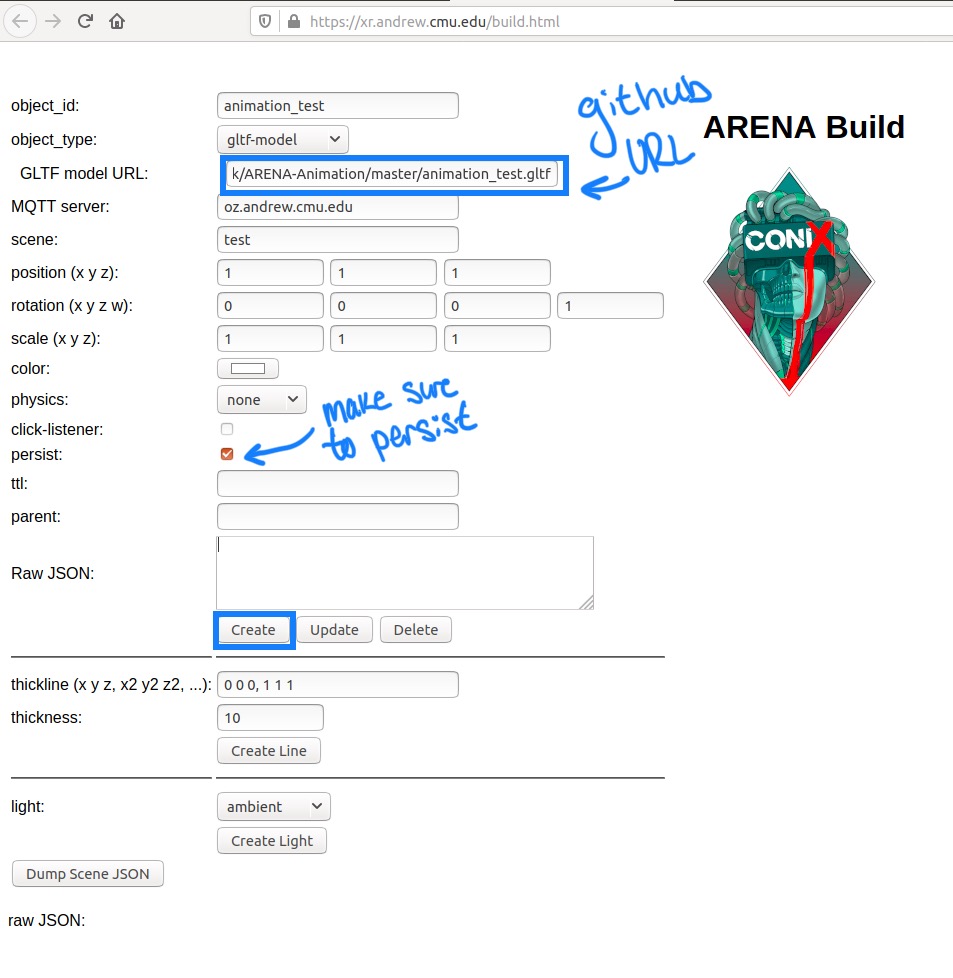 https://xr.andrew.cmu.edu/build.html
object_id: animation_test
github
URL
ARENA Build
object_type: gltf-model
GLTF model URL: k/ARENA-Animation/master/animation_test.gltf
MQTT server: oz.andrew.cmu.edu
CONIX
scene: test
position (x y z): 1 1 1
rotation (x y z w): 0 0 0 1
scale (x y z): 1 1 1
color:
physics: none
make sure
to persist
click-listener:
persist:
ttl:
parent:
Raw JSON:
Create Update Delete
thickline (x y z, x2 y2 z2, ...): 0 0 0, 1 1 1
thickness: 10
Create Line
light: ambient
Create Light
Dump Scene JSON
raw JSON: